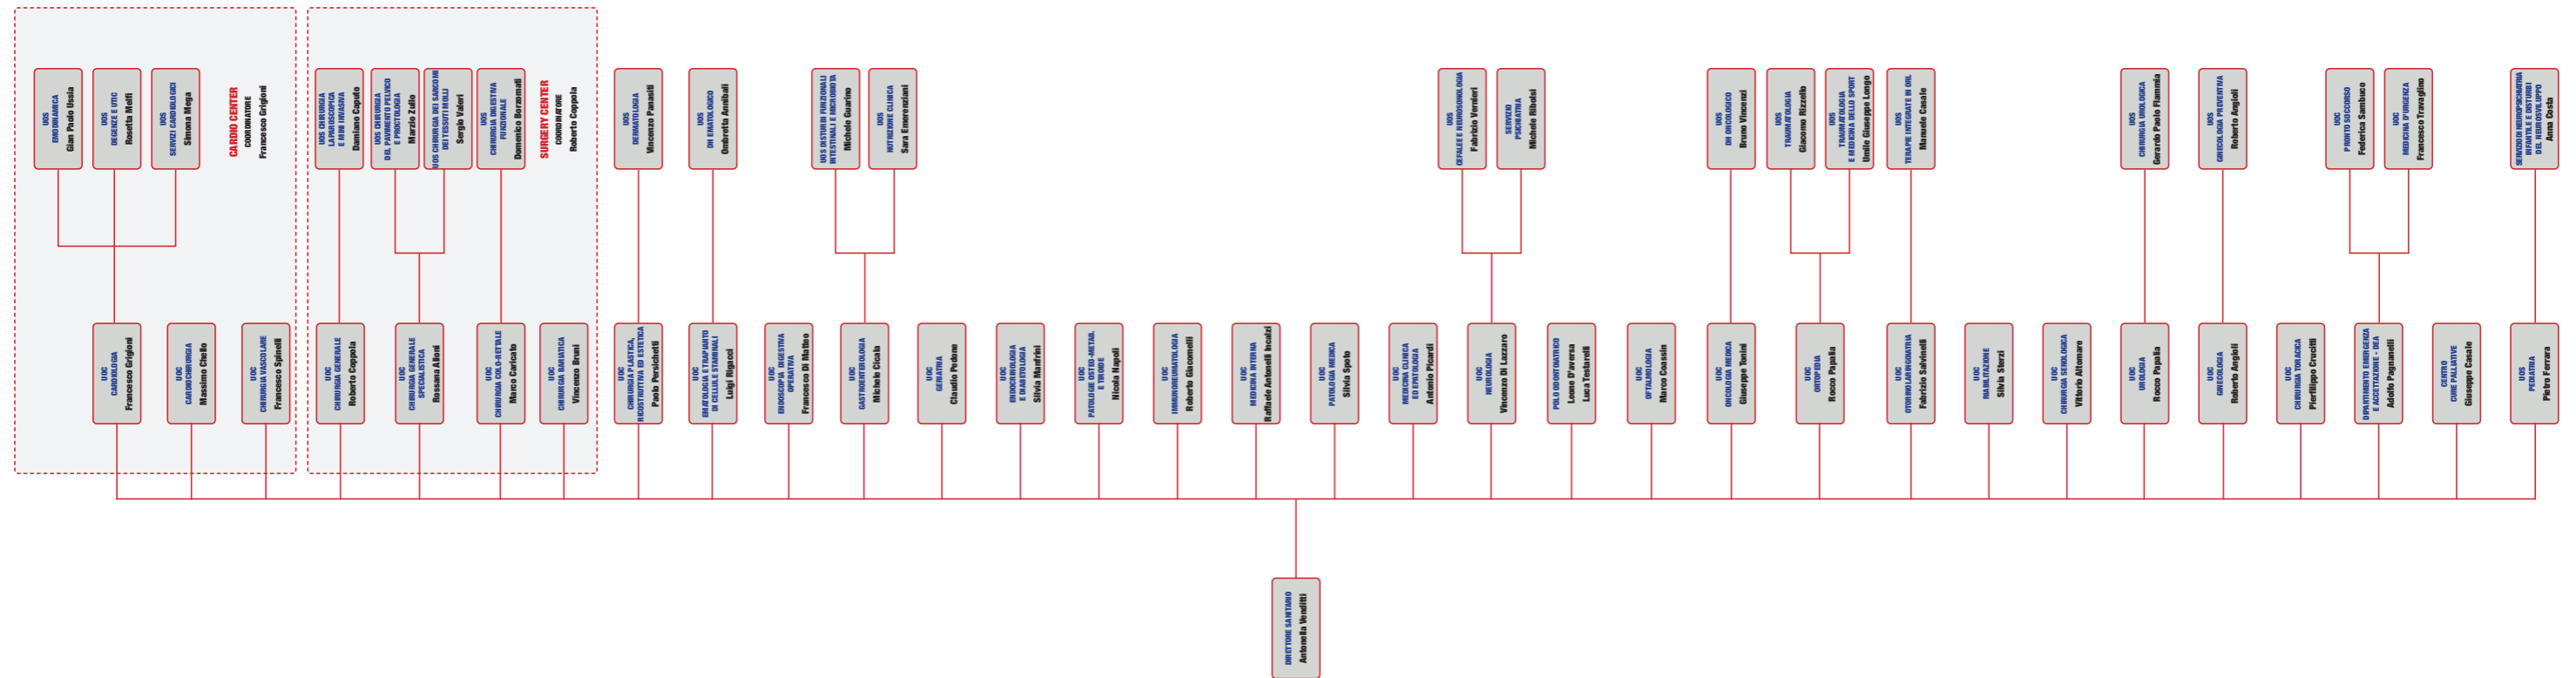 UOS
EMODINAMICA
Gian Paolo Ussia
UOS
DEGENZE E UTIC
Rosetta Melfi
UOS
SERVIZI CARDIOLOGICI
Simona Mega
CARDIO CENTER
COORDINATORE
Francesco Grigioni
UOS CHIRURGIA
LAPAROSCOPICA
E MINI INVASIVA
Damiano Caputo
UOS CHIRURGIA
DEL PAVIMENTO PELVICO
E PROCTOLOGIA
Marzio Zullo
UOS CHIRURGIA DEI SARCOMI
DEI TESSUTI MOLLI
Sergio Valeri
UOS
CHIRURGIA DIGESTIVA
FUNZIONALE
Domenico Borzomati
SURGERY CENTER
COORDINATORE
Roberto Coppola
UOS
DERMATOLOGIA
Vincenzo Panasiti
UOS
DH EMATOLOGICO
Ombretta Annibali
UOS DISTURBI FUNZIONALI
INTESTINALI E MICROBIOTA
Michele Guarino
UOS
NUTRIZIONE CLINICA
Sara Emerenziani
UOS
CEFALEE E NEUROSONOLOGIA
Fabrizio Vernieri
SERVIZIO
PSICHIATRIA
Michele Ribolsi
UOS
DH ONCOLOGICO
Bruno Vincenzi
UOS
TRAUMATOLOGIA
Giacomo Rizzello
UOS
TRAUMATOLOGIA
E MEDICINA DELLO SPORT
Umile Giuseppe Longo
UOS
TERAPIE INTEGRATE IN ORL
Manuele Casale
UOS
CHIRURGIA UROLOGICA
Gerardo Paolo Flammia
UOS
GINECOLOGIA PREVENTIVA
Roberto Angioli
UOC
PRONTO SOCCORSO
Federica Sambuco
UOC
MEDICINA D'URGENZA
Francesco Travaglino
SERVIZIO DI NEUROPSICHIATRIA
INFANTILE E DISTURBI
DEL NEUROSVILUPPO
Anna Costa
UOC
CARDIOLOGIA
Francesco Grigioni
UOC
CARDIOCHIRURGIA
Massimo Chello
UOC
CHIRURGIA VASCOLARE
Francesco Spinelli
UOC
CHIRURGIA GENERALE
Roberto Coppola
UOC
CHIRURGIA GENERALE
SPECIALISTICA
Rossana Alloni
UOC
CHIRURGIA COLO-RETTALE
Marco Caricato
UOC
CHIRURGIA BARIATICA
Vincenzo Bruni
UOC
CHIRURGIA PLASTICA,
RICOSTRUTTIVA ED ESTETICA
Paolo Persichetti
UOC
EMATOLOGIA E TRAPIANTO
DI CELLULE STAMINALI
Luigi Rigacci
UOC
ENDOSCOPIA DIGESTIVA
OPERATIVA
Francesco Di Matteo
UOC
GASTROENTEROLOGIA
Michele Cicala
UOC
GERIATRIA
Claudio Pedone
UOC
ENDOCRINOLOGIA
E DIABETOLOGIA
Silvia Manfrini
UOC
PATOLOGIE OSTEO-METAB.
E TIROIDE
Nicola Napoli
UOC
IMMUNOREUMATOLOGIA
Roberto Giacomelli
UOC
MEDICINA INTERNA
Raffaele Antonelli Incalzi
UOC
PATOLOGIA MEDICA
Silvia Spoto
UOC
MEDICINA CLINICA
ED EPATOLOGIA
Antonio Picardi
UOC
NEUROLOGIA
Vincenzo Di Lazzaro
POLO ODONTOIATRICO
Leone D'aversa
Luca Testarelli
UOC
OFTALMOLOGIA
Marco Coassin
UOC
ONCOLOGIA MEDICA
Giuseppe Tonini
UOC
ORTOPEDIA
Rocco Papalia
UOC
OTORINOLARINGOIATRIA
Fabrizio Salvinelli
UOC
RIABILITAZIONE
Silvia Sterzi
UOC
CHIRURGIA SENOLOGICA
Vittorio Altomare
UOC
UROLOGIA
Rocco Papalia
UOC
GINECOLOGIA
Roberto Angioli
UOC
CHIRURGIA TORACICA
Pierfilippo Crucitti
DIPARTIMENTO EMERGENZA
E ACCETTAZIONE - DEA
Adolfo Pagnanelli
CENTRO
CURE PALLIATIVE
Giuseppe Casale
UOS
PEDIATRIA
Pietro Ferrara
DIRETTORE SANITARIO
Antonella Venditti